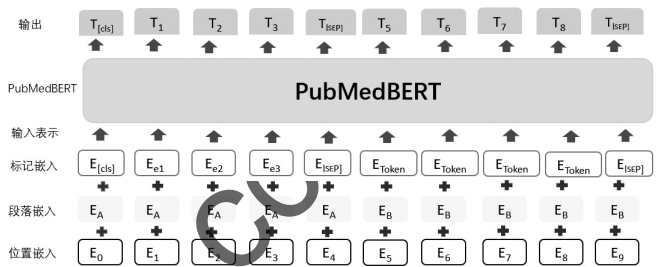 输出 T[cls] T1 T2 T3 T[SEP] T5 T6 T7 T8 T[SEP]
PubMedBERT PubMedBERT
输入表示
标记嵌入 E[cls] Ee1 Ee2 Ee3 E[SEP] EToken EToken EToken EToken E[SEP]
段落嵌入 EA EA EA EA EA EB EB EB EB EB
位置嵌入 E0 E1 E2 E3 E4 E5 E6 E7 E8 E9